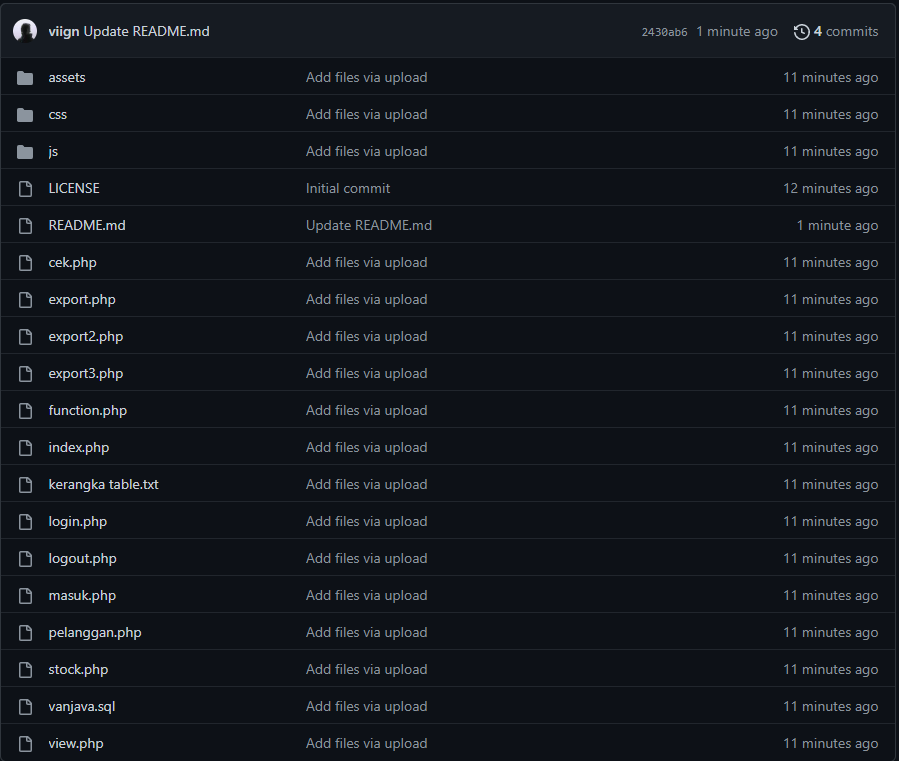 viign Update README.md 2430ab6 1 minute ago 4 commits
assets Add files via upload 11 minutes ago
css Add files via upload 11 minutes ago
js Add files via upload 11 minutes ago
LICENSE Initial commit 12 minutes ago
README.md Update README.md 1 minute ago
cek.php Add files via upload 11 minutes ago
export.php Add files via upload 11 minutes ago
export2.php Add files via upload 11 minutes ago
export3.php Add files via upload 11 minutes ago
function.php Add files via upload 11 minutes ago
index.php Add files via upload 11 minutes ago
kerangka table.txt Add files via upload 11 minutes ago
login.php Add files via upload 11 minutes ago
logout.php Add files via upload 11 minutes ago
masuk.php Add files via upload 11 minutes ago
pelanggan.php Add files via upload 11 minutes ago
stock.php Add files via upload 11 minutes ago
vanjava.sql Add files via upload 11 minutes ago
view.php Add files via upload 11 minutes ago